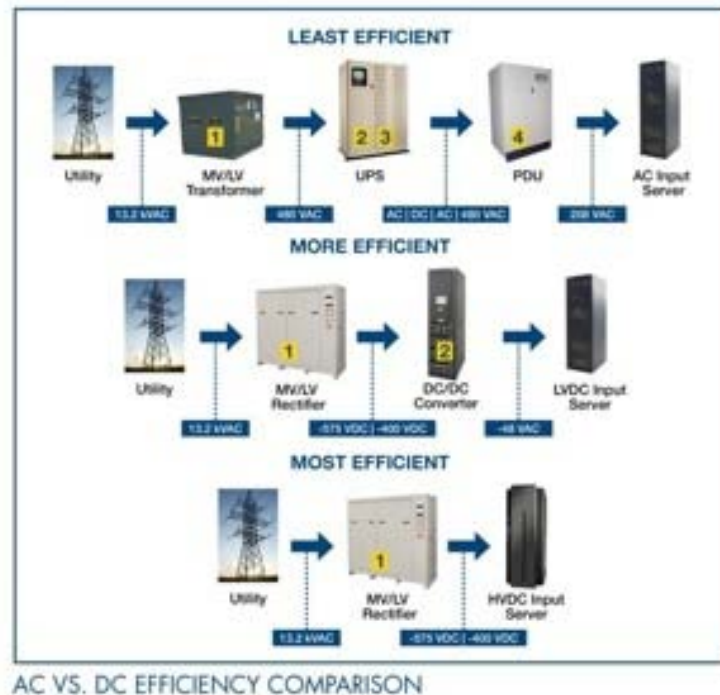 LEAST EFFICIENT
1
2 3
4
Utility
MV/LV
Transformer
UPS
PDU
AC Input
Server
13.2 kVAC
480 VAC
AC | DC | AC | 480 VAC
208 VAC
MORE EFFICIENT
1
2
Utility
MV/LV
Rectifier
DC/DC
Converter
LVDC Input
Server
13.2 kVAC
-575 VDC | -400 VDC
-48 VAC
MOST EFFICIENT
1
Utility
MV/LV
Rectifier
HVDC Input
Server
13.2 kVAC
-575 VDC | -400 VDC
AC VS. DC EFFICIENCY COMPARISON